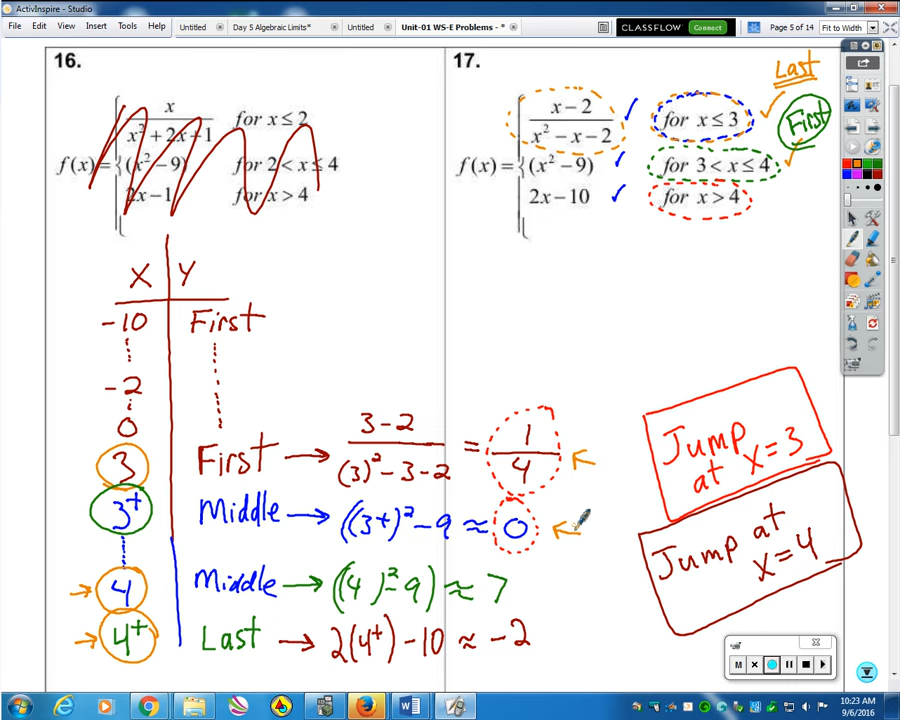 ActivInspire - Studio
File Edit View Insert Tools Help
Untitled Day 5 Algebraic Limits* Untitled Unit-01 WS-E Problems - *
CLASSFLOW Connect
Page 5 of 14 Fit to Width
16.
f(x) = { x / x² + 2x + 1 for x ≤ 2
(x² − 9) for 2 < x ≤ 4
2x − 1 for x > 4
17.
f(x) = { x − 2 / x² − x − 2 for x ≤ 3
(x² − 9) for 3 < x ≤ 4
2x − 10 for x > 4
Last
First
X Y
-10 First
-2
0
3 First → 3-2 / (3)² - 3 - 2 = 1/4
3⁺ Middle → ((3+)² - 9 ≈ 0
4 Middle → ((4)² - 9) ≈ 7
4⁺ Last → 2(4⁺) - 10 ≈ -2
Jump
at x=3
Jump at
x=4
M
10:23 AM
9/6/2016